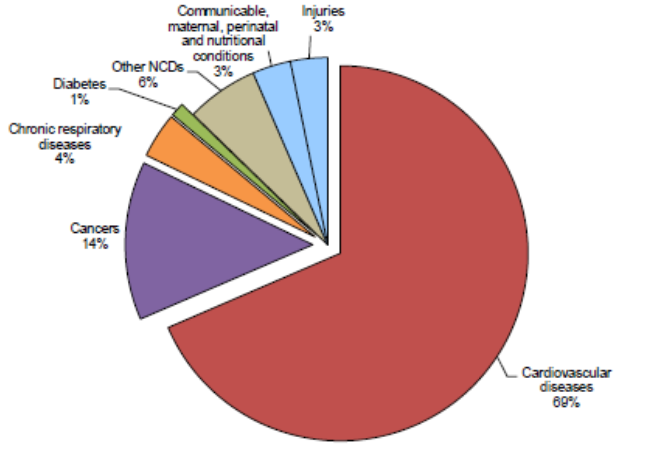 Communicable,
maternal, perinatal
and nutritional
conditions
3%
Injuries
3%
Other NCDs
6%
Diabetes
1%
Chronic respiratory
diseases
4%
Cancers
14%
Cardiovascular
diseases
69%